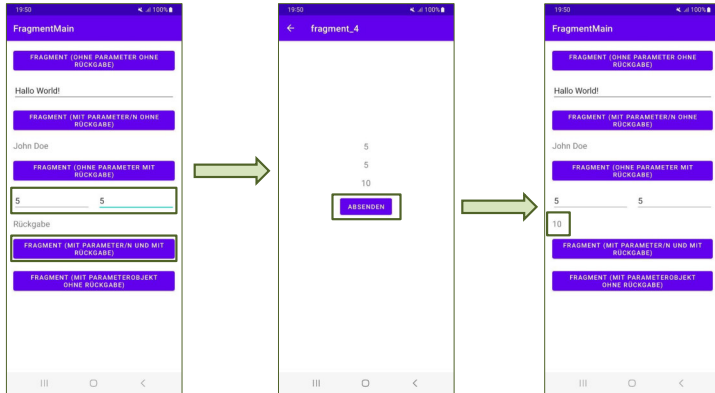 19:50 100%
FragmentMain
FRAGMENT (OHNE PARAMETER OHNE
RÜCKGABE)
Hallo World!
FRAGMENT (MIT PARAMETER/N OHNE
RÜCKGABE)
John Doe
FRAGMENT (OHNE PARAMETER MIT
RÜCKGABE)
5 5
Rückgabe
FRAGMENT (MIT PARAMETER/N UND MIT
RÜCKGABE)
FRAGMENT (MIT PARAMETEROBJEKT
OHNE RÜCKGABE)
19:50 100%
fragment_4
5
5
10
ABSENDEN
19:50 100%
FragmentMain
FRAGMENT (OHNE PARAMETER OHNE
RÜCKGABE)
Hallo World!
FRAGMENT (MIT PARAMETER/N OHNE
RÜCKGABE)
John Doe
FRAGMENT (OHNE PARAMETER MIT
RÜCKGABE)
5 5
10
FRAGMENT (MIT PARAMETER/N UND MIT
RÜCKGABE)
FRAGMENT (MIT PARAMETEROBJEKT
OHNE RÜCKGABE)